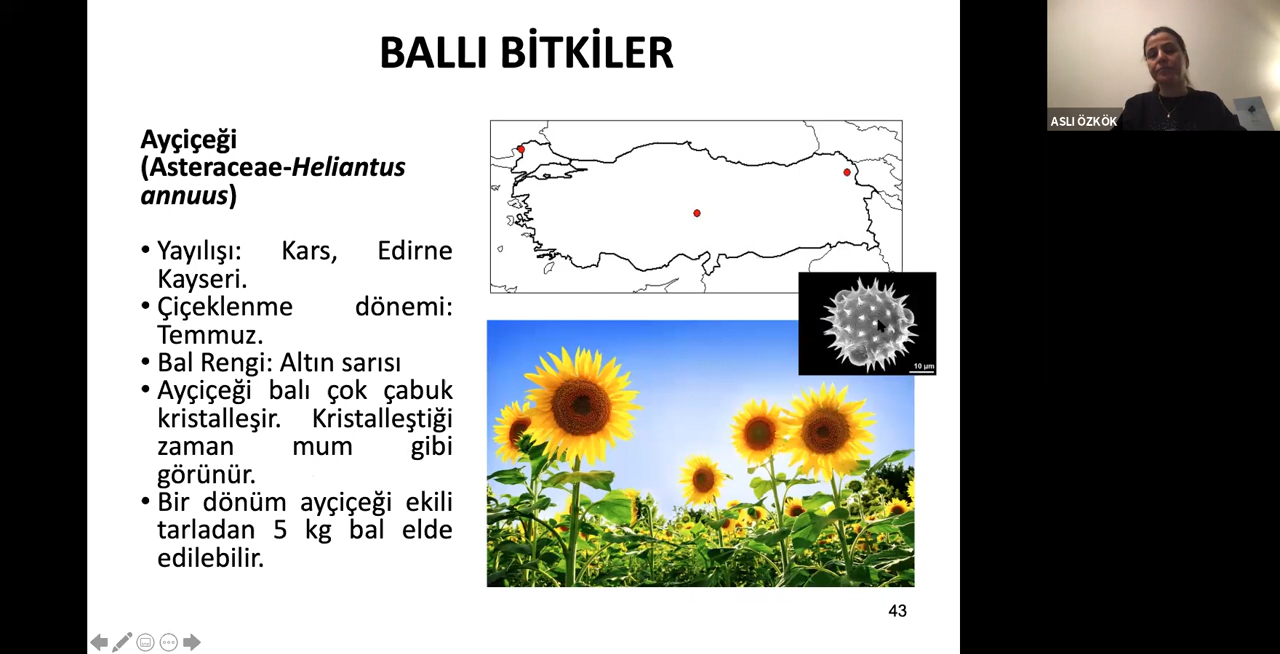 BALLI BİTKİLER
ASLI ÖZKÖK
Ayçiçeği
(Asteraceae-Heliantus
annuus)
• Yayılışı: Kars, Edirne
Kayseri.
• Çiçeklenme dönemi:
Temmuz.
• Bal Rengi: Altın sarısı
• Ayçiçeği balı çok çabuk
kristalleşir. Kristalleştiği
zaman mum gibi
görünür.
• Bir dönüm ayçiçeği ekili
tarladan 5 kg bal elde
edilebilir.
10 µm
43